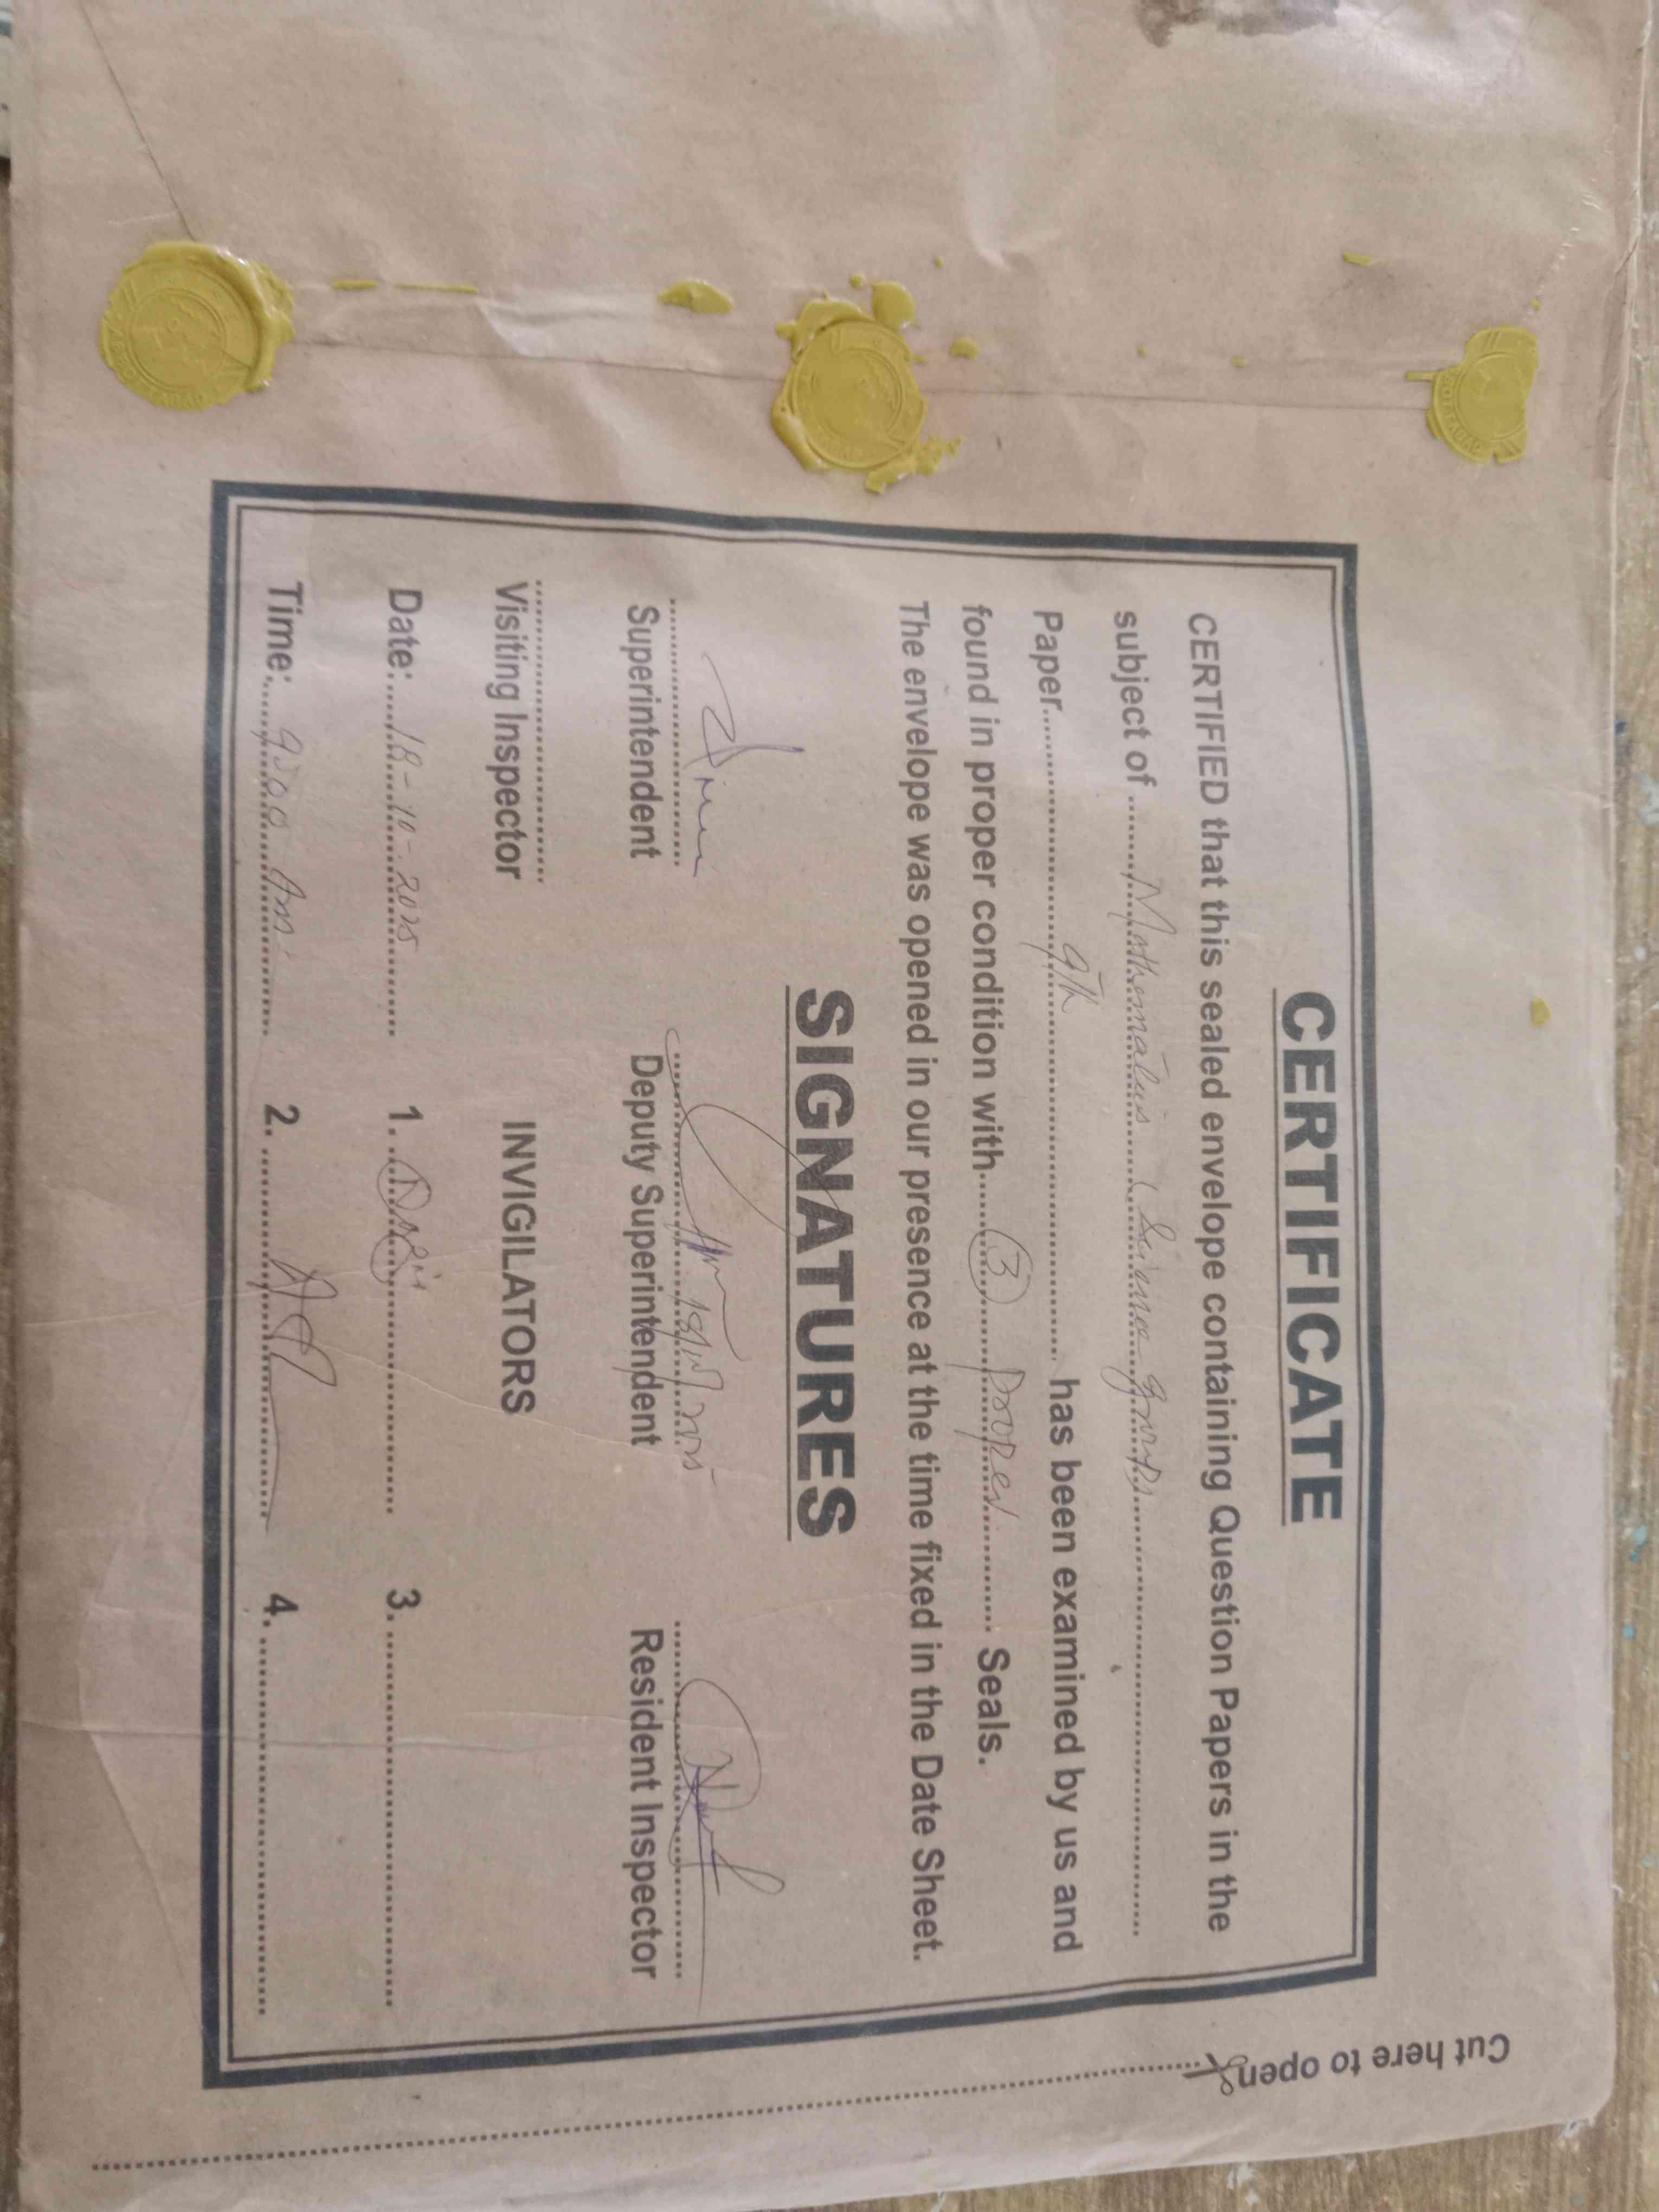 CERTIFICATE
CERTIFIED that this sealed envelope containing Question Papers in the
subject of ........ Mathematics (Science group) ........
Paper........ 9th ........ has been examined by us and
found in proper condition with...... 3 proper ........ Seals.
The envelope was opened in our presence at the time fixed in the Date Sheet.
SIGNATURES
Superintendent Deputy Superintendent Resident Inspector
Visiting Inspector INVIGILATORS
Date:.... 18-10-2025 ........ 1. ........ 3. ........
Time:.... 9:00 Am. ........ 2. ........ 4. ........
Cut here to open